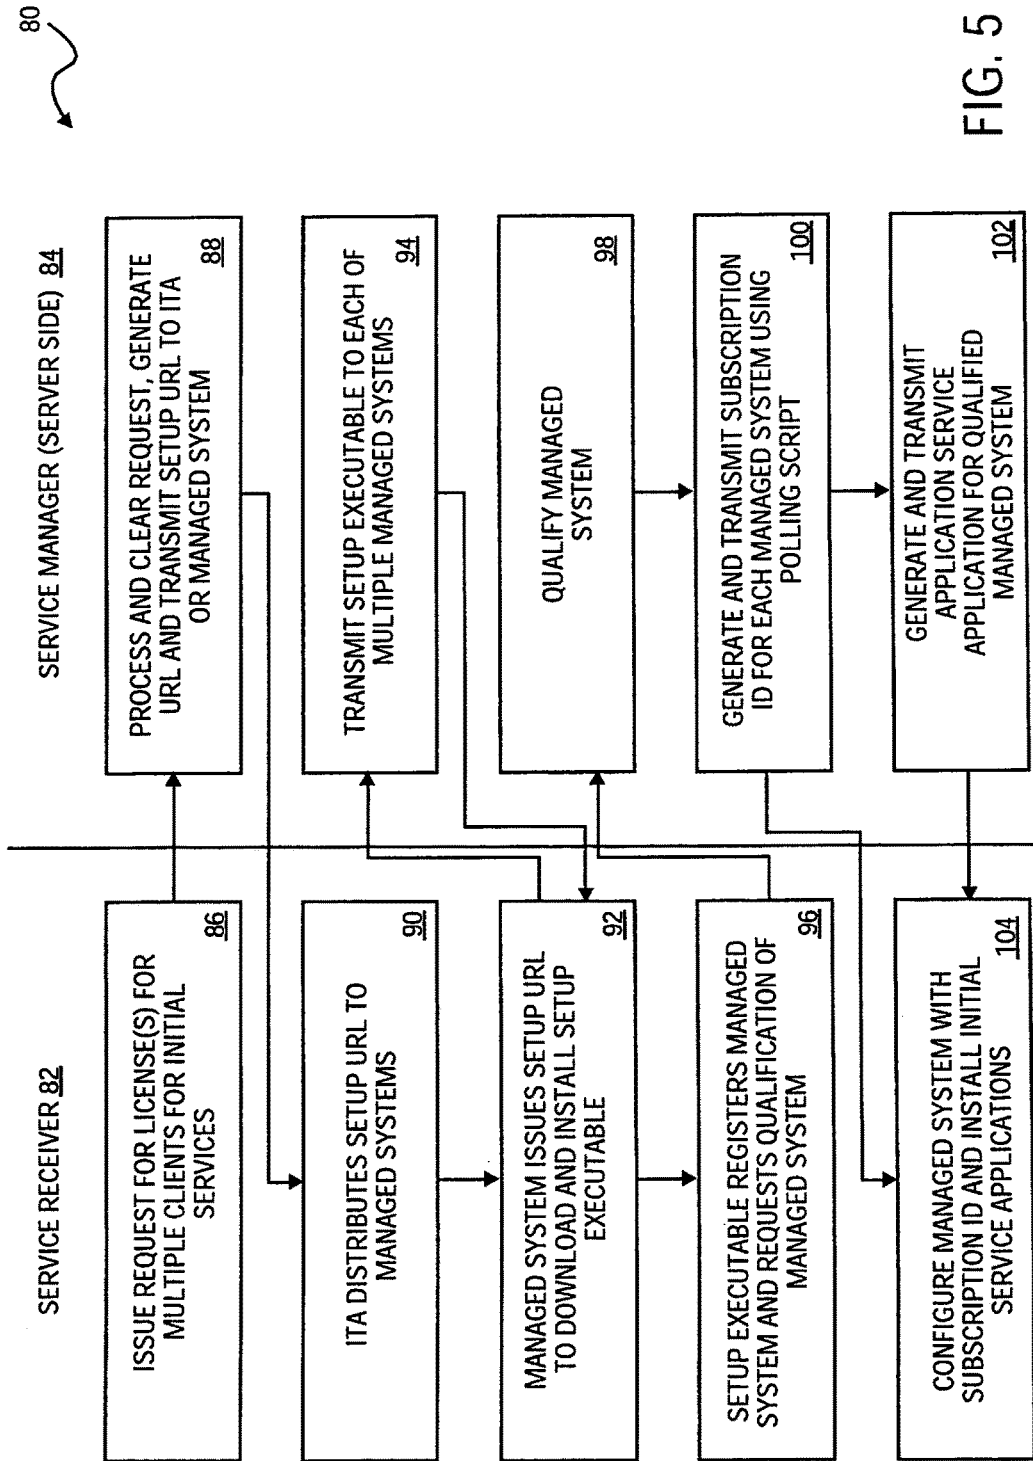 80
SERVICE RECEIVER 82
SERVICE MANAGER (SERVER SIDE) 84
ISSUE REQUEST FOR LICENSE(S) FOR
MULTIPLE CLIENTS FOR INITIAL
SERVICES
86
PROCESS AND CLEAR REQUEST, GENERATE
URL AND TRANSMIT SETUP URL TO ITA
OR MANAGED SYSTEM
88
ITA DISTRIBUTES SETUP URL TO
MANAGED SYSTEMS
90
TRANSMIT SETUP EXECUTABLE TO EACH OF
MULTIPLE MANAGED SYSTEMS
94
MANAGED SYSTEM ISSUES SETUP URL
TO DOWNLOAD AND INSTALL SETUP
EXECUTABLE
92
QUALIFY MANAGED
SYSTEM
98
SETUP EXECUTABLE REGISTERS MANAGED
SYSTEM AND REQUESTS QUALIFICATION OF
MANAGED SYSTEM
96
GENERATE AND TRANSMIT SUBSCRIPTION
ID FOR EACH MANAGED SYSTEM USING
POLLING SCRIPT
100
CONFIGURE MANAGED SYSTEM WITH
SUBSCRIPTION ID AND INSTALL INITIAL
SERVICE APPLICATIONS
104
GENERATE AND TRANSMIT
APPLICATION SERVICE
APPLICATION FOR QUALIFIED
MANAGED SYSTEM
102
FIG. 5